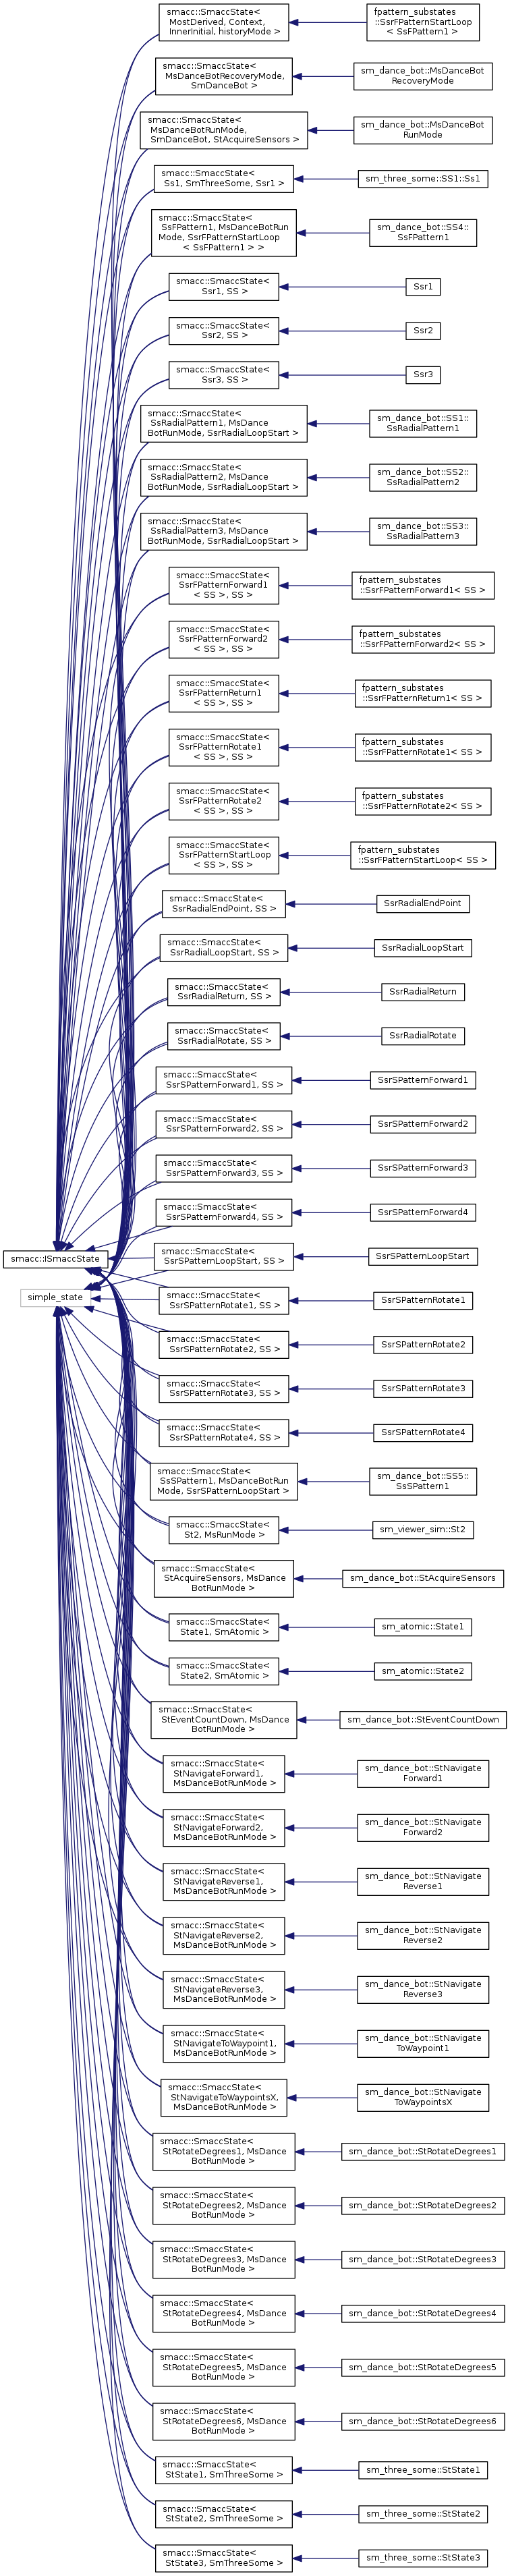 smacc::SmaccState<
MostDerived, Context,
InnerInitial, historyMode >
fpattern_substates
::SsrFPatternStartLoop
< SsFPattern1 >
smacc::SmaccState<
MsDanceBotRecoveryMode,
SmDanceBot >
sm_dance_bot::MsDanceBot
RecoveryMode
smacc::SmaccState<
MsDanceBotRunMode,
SmDanceBot, StAcquireSensors >
sm_dance_bot::MsDanceBot
RunMode
smacc::SmaccState<
Ss1, SmThreeSome, Ssr1 >
sm_three_some::SS1::Ss1
smacc::SmaccState<
SsFPattern1, MsDanceBotRun
Mode, SsrFPatternStartLoop
< SsFPattern1 > >
sm_dance_bot::SS4::
SsFPattern1
smacc::SmaccState<
Ssr1, SS >
Ssr1
smacc::SmaccState<
Ssr2, SS >
Ssr2
smacc::SmaccState<
Ssr3, SS >
Ssr3
smacc::SmaccState<
SsRadialPattern1, MsDance
BotRunMode, SsrRadialLoopStart >
sm_dance_bot::SS1::
SsRadialPattern1
smacc::SmaccState<
SsRadialPattern2, MsDance
BotRunMode, SsrRadialLoopStart >
sm_dance_bot::SS2::
SsRadialPattern2
smacc::SmaccState<
SsRadialPattern3, MsDance
BotRunMode, SsrRadialLoopStart >
sm_dance_bot::SS3::
SsRadialPattern3
smacc::SmaccState<
SsrFPatternForward1
< SS >, SS >
fpattern_substates
::SsrFPatternForward1< SS >
smacc::SmaccState<
SsrFPatternForward2
< SS >, SS >
fpattern_substates
::SsrFPatternForward2< SS >
smacc::SmaccState<
SsrFPatternReturn1
< SS >, SS >
fpattern_substates
::SsrFPatternReturn1< SS >
smacc::SmaccState<
SsrFPatternRotate1
< SS >, SS >
fpattern_substates
::SsrFPatternRotate1< SS >
smacc::SmaccState<
SsrFPatternRotate2
< SS >, SS >
fpattern_substates
::SsrFPatternRotate2< SS >
smacc::SmaccState<
SsrFPatternStartLoop
< SS >, SS >
fpattern_substates
::SsrFPatternStartLoop< SS >
smacc::SmaccState<
SsrRadialEndPoint, SS >
SsrRadialEndPoint
smacc::SmaccState<
SsrRadialLoopStart, SS >
SsrRadialLoopStart
smacc::SmaccState<
SsrRadialReturn, SS >
SsrRadialReturn
smacc::SmaccState<
SsrRadialRotate, SS >
SsrRadialRotate
smacc::SmaccState<
SsrSPatternForward1, SS >
SsrSPatternForward1
smacc::SmaccState<
SsrSPatternForward2, SS >
SsrSPatternForward2
smacc::SmaccState<
SsrSPatternForward3, SS >
SsrSPatternForward3
smacc::SmaccState<
SsrSPatternForward4, SS >
SsrSPatternForward4
smacc::ISmaccState
smacc::SmaccState<
SsrSPatternLoopStart, SS >
SsrSPatternLoopStart
simple_state
smacc::SmaccState<
SsrSPatternRotate1, SS >
SsrSPatternRotate1
smacc::SmaccState<
SsrSPatternRotate2, SS >
SsrSPatternRotate2
smacc::SmaccState<
SsrSPatternRotate3, SS >
SsrSPatternRotate3
smacc::SmaccState<
SsrSPatternRotate4, SS >
SsrSPatternRotate4
smacc::SmaccState<
SsSPattern1, MsDanceBotRun
Mode, SsrSPatternLoopStart >
sm_dance_bot::SS5::
SsSPattern1
smacc::SmaccState<
St2, MsRunMode >
sm_viewer_sim::St2
smacc::SmaccState<
StAcquireSensors, MsDance
BotRunMode >
sm_dance_bot::StAcquireSensors
smacc::SmaccState<
State1, SmAtomic >
sm_atomic::State1
smacc::SmaccState<
State2, SmAtomic >
sm_atomic::State2
smacc::SmaccState<
StEventCountDown, MsDance
BotRunMode >
sm_dance_bot::StEventCountDown
smacc::SmaccState<
StNavigateForward1,
MsDanceBotRunMode >
sm_dance_bot::StNavigate
Forward1
smacc::SmaccState<
StNavigateForward2,
MsDanceBotRunMode >
sm_dance_bot::StNavigate
Forward2
smacc::SmaccState<
StNavigateReverse1,
MsDanceBotRunMode >
sm_dance_bot::StNavigate
Reverse1
smacc::SmaccState<
StNavigateReverse2,
MsDanceBotRunMode >
sm_dance_bot::StNavigate
Reverse2
smacc::SmaccState<
StNavigateReverse3,
MsDanceBotRunMode >
sm_dance_bot::StNavigate
Reverse3
smacc::SmaccState<
StNavigateToWaypoint1,
MsDanceBotRunMode >
sm_dance_bot::StNavigate
ToWaypoint1
smacc::SmaccState<
StNavigateToWaypointsX,
MsDanceBotRunMode >
sm_dance_bot::StNavigate
ToWaypointsX
smacc::SmaccState<
StRotateDegrees1, MsDance
BotRunMode >
sm_dance_bot::StRotateDegrees1
smacc::SmaccState<
StRotateDegrees2, MsDance
BotRunMode >
sm_dance_bot::StRotateDegrees2
smacc::SmaccState<
StRotateDegrees3, MsDance
BotRunMode >
sm_dance_bot::StRotateDegrees3
smacc::SmaccState<
StRotateDegrees4, MsDance
BotRunMode >
sm_dance_bot::StRotateDegrees4
smacc::SmaccState<
StRotateDegrees5, MsDance
BotRunMode >
sm_dance_bot::StRotateDegrees5
smacc::SmaccState<
StRotateDegrees6, MsDance
BotRunMode >
sm_dance_bot::StRotateDegrees6
smacc::SmaccState<
StState1, SmThreeSome >
sm_three_some::StState1
smacc::SmaccState<
StState2, SmThreeSome >
sm_three_some::StState2
smacc::SmaccState<
StState3, SmThreeSome >
sm_three_some::StState3